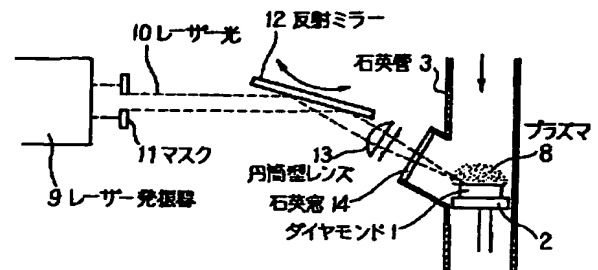 12 反射ミラー
10 レーザー光
石英管 3
プラズマ
8
11 マスク
13
円筒型レンズ
9 レーザー発振器
石英窓 14
ダイヤモンド 1
2